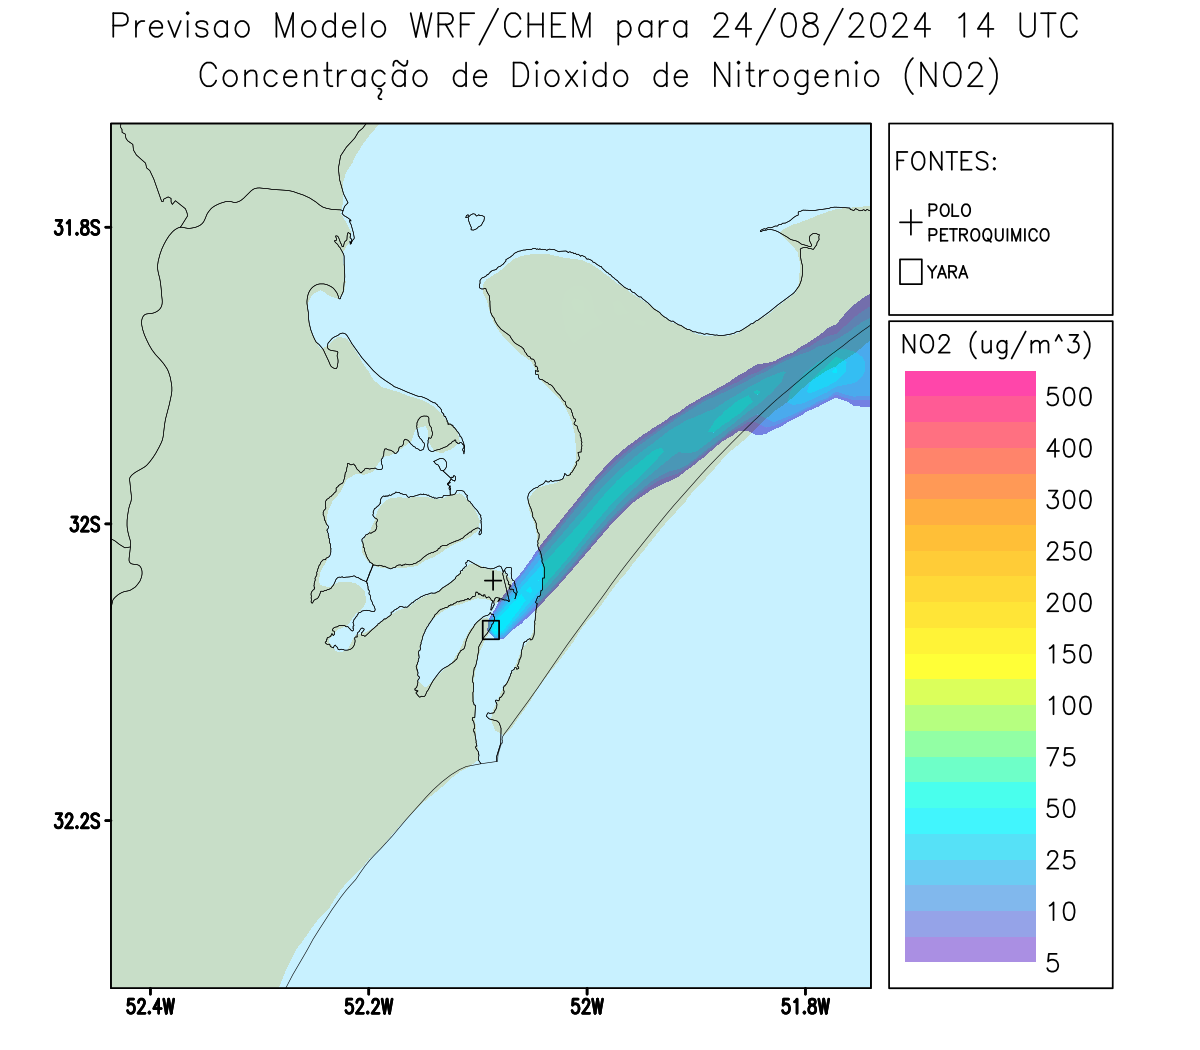 Previsao Modelo WRF/CHEM para 24/08/2024 14 UTC
Concentração de Dioxido de Nitrogenio (NO2)
31.8S
32S
32.2S
52.4W
52.2W
52W
51.8W
FONTES:
POLO
PETROQUIMICO
YARA
NO2 (ug/m^3)
500
400
300
250
200
150
100
75
50
25
10
5